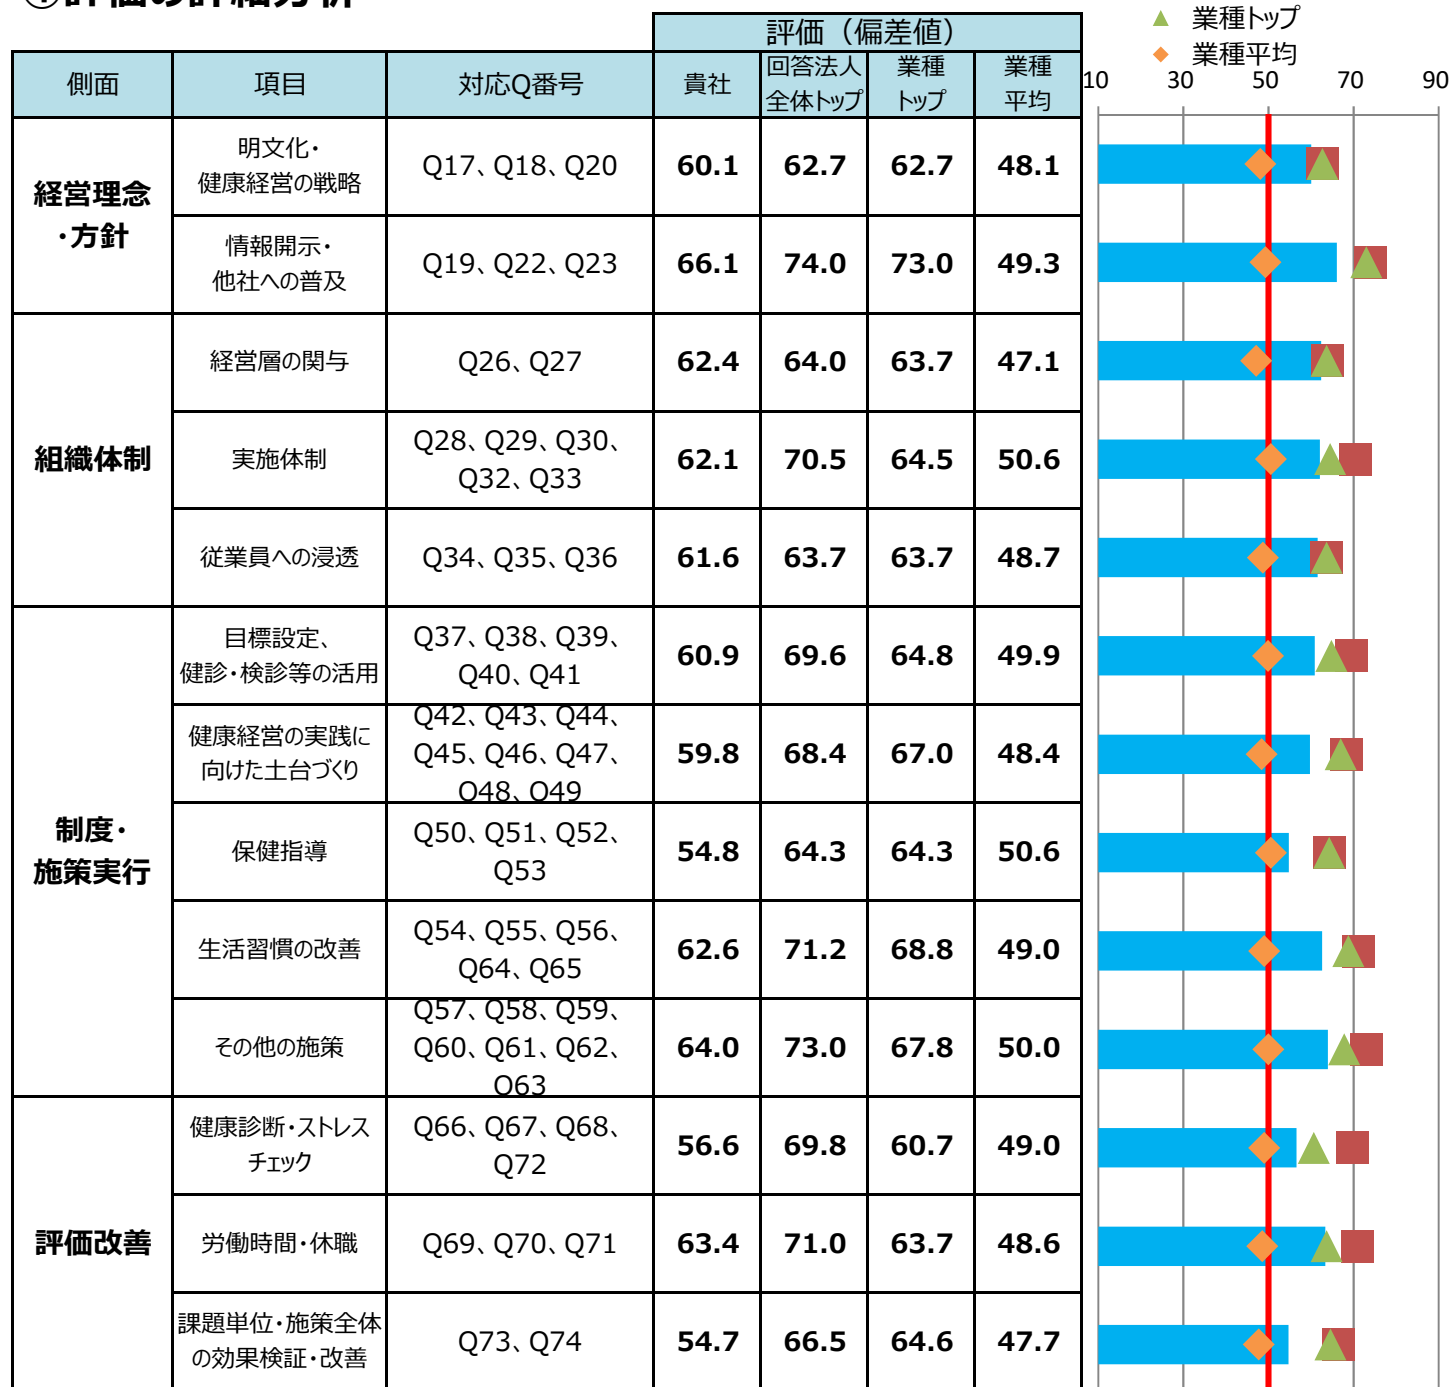 ①評価の詳細分析
▲ 業種トップ
◆ 業種平均
評価（偏差値）
側面 項目 対応Q番号 貴社 回答法人 業種 業種
全体トップ トップ 平均
10 30 50 70 90
経営理念
・方針
明文化・
健康経営の戦略
Q17、Q18、Q20 60.1 62.7 62.7 48.1
情報開示・
他社への普及
Q19、Q22、Q23 66.1 74.0 73.0 49.3
組織体制
経営層の関与 Q26、Q27 62.4 64.0 63.7 47.1
実施体制
Q28、Q29、Q30、
Q32、Q33
62.1 70.5 64.5 50.6
従業員への浸透 Q34、Q35、Q36 61.6 63.7 63.7 48.7
制度・
施策実行
目標設定、
健診・検診等の活用
Q37、Q38、Q39、
Q40、Q41
60.9 69.6 64.8 49.9
健康経営の実践に
向けた土台づくり
Q42、Q43、Q44、
Q45、Q46、Q47、
Q48、Q49
59.8 68.4 67.0 48.4
保健指導
Q50、Q51、Q52、
Q53
54.8 64.3 64.3 50.6
生活習慣の改善
Q54、Q55、Q56、
Q64、Q65
62.6 71.2 68.8 49.0
その他の施策
Q57、Q58、Q59、
Q60、Q61、Q62、
Q63
64.0 73.0 67.8 50.0
評価改善
健康診断・ストレス
チェック
Q66、Q67、Q68、
Q72
56.6 69.8 60.7 49.0
労働時間・休職 Q69、Q70、Q71 63.4 71.0 63.7 48.6
課題単位・施策全体
の効果検証・改善
Q73、Q74 54.7 66.5 64.6 47.7